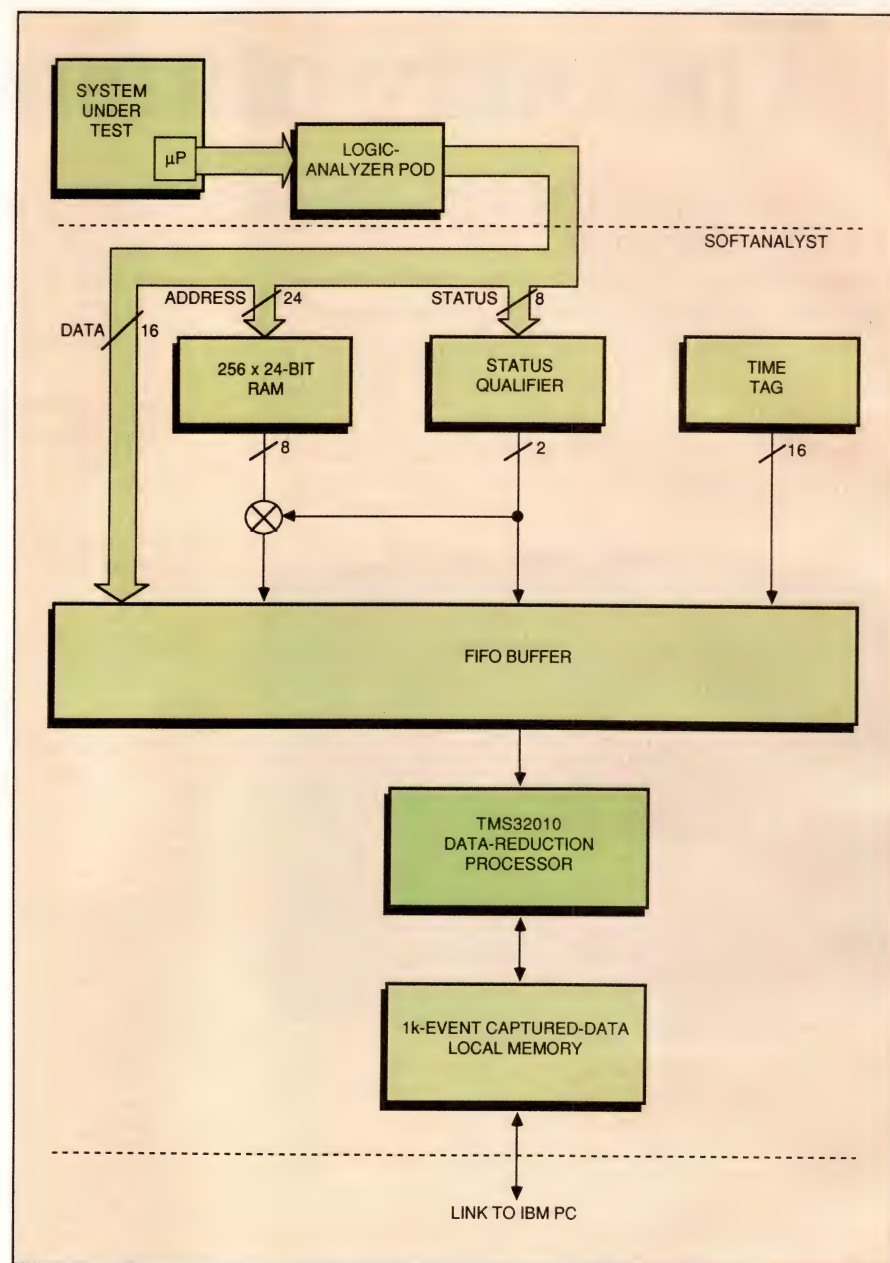 SYSTEM
UNDER
TEST
µP
LOGIC-
ANALYZER POD
SOFTANALYST
ADDRESS
24
STATUS
8
DATA
16
256 x 24-BIT
RAM
STATUS
QUALIFIER
TIME
TAG
8
2
16
FIFO BUFFER
TMS32010
DATA-REDUCTION
PROCESSOR
1k-EVENT CAPTURED-DATA
LOCAL MEMORY
LINK TO IBM PC